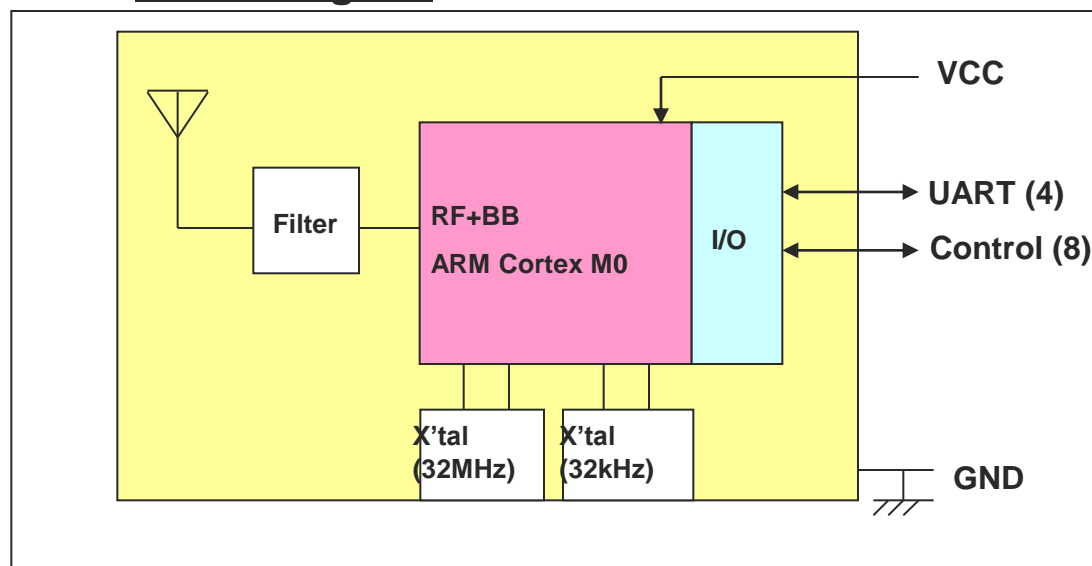 VCC
Filter
RF+BB
ARM Cortex M0
I/O
UART (4)
Control (8)
X'tal
(32MHz)
X'tal
(32kHz)
GND